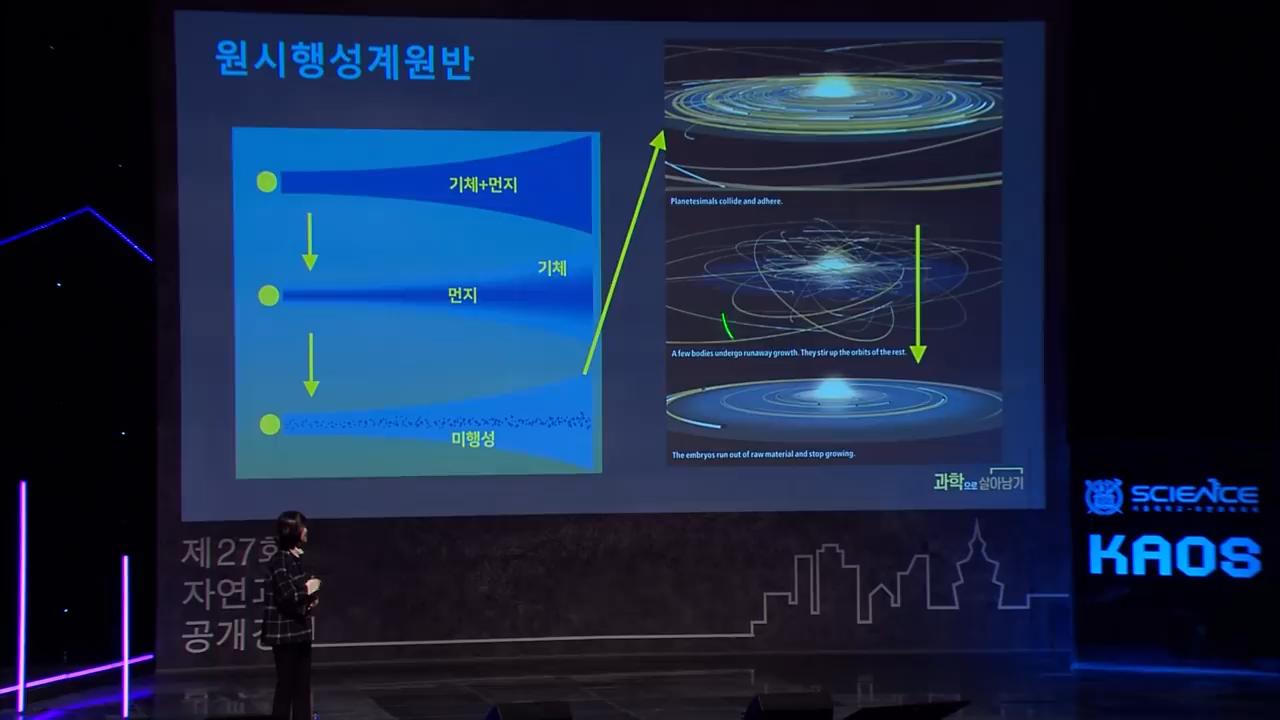 원시행성계원반
기체+먼지
기체
먼지
미행성
Planetesimals collide and adhere.
A few bodies undergo runaway growth. They stir up the orbits of the rest.
The embryos run out of raw material and stop growing.
과학으로 살아남기
제27회
자연과
공개강
SCIENCE
KAOS